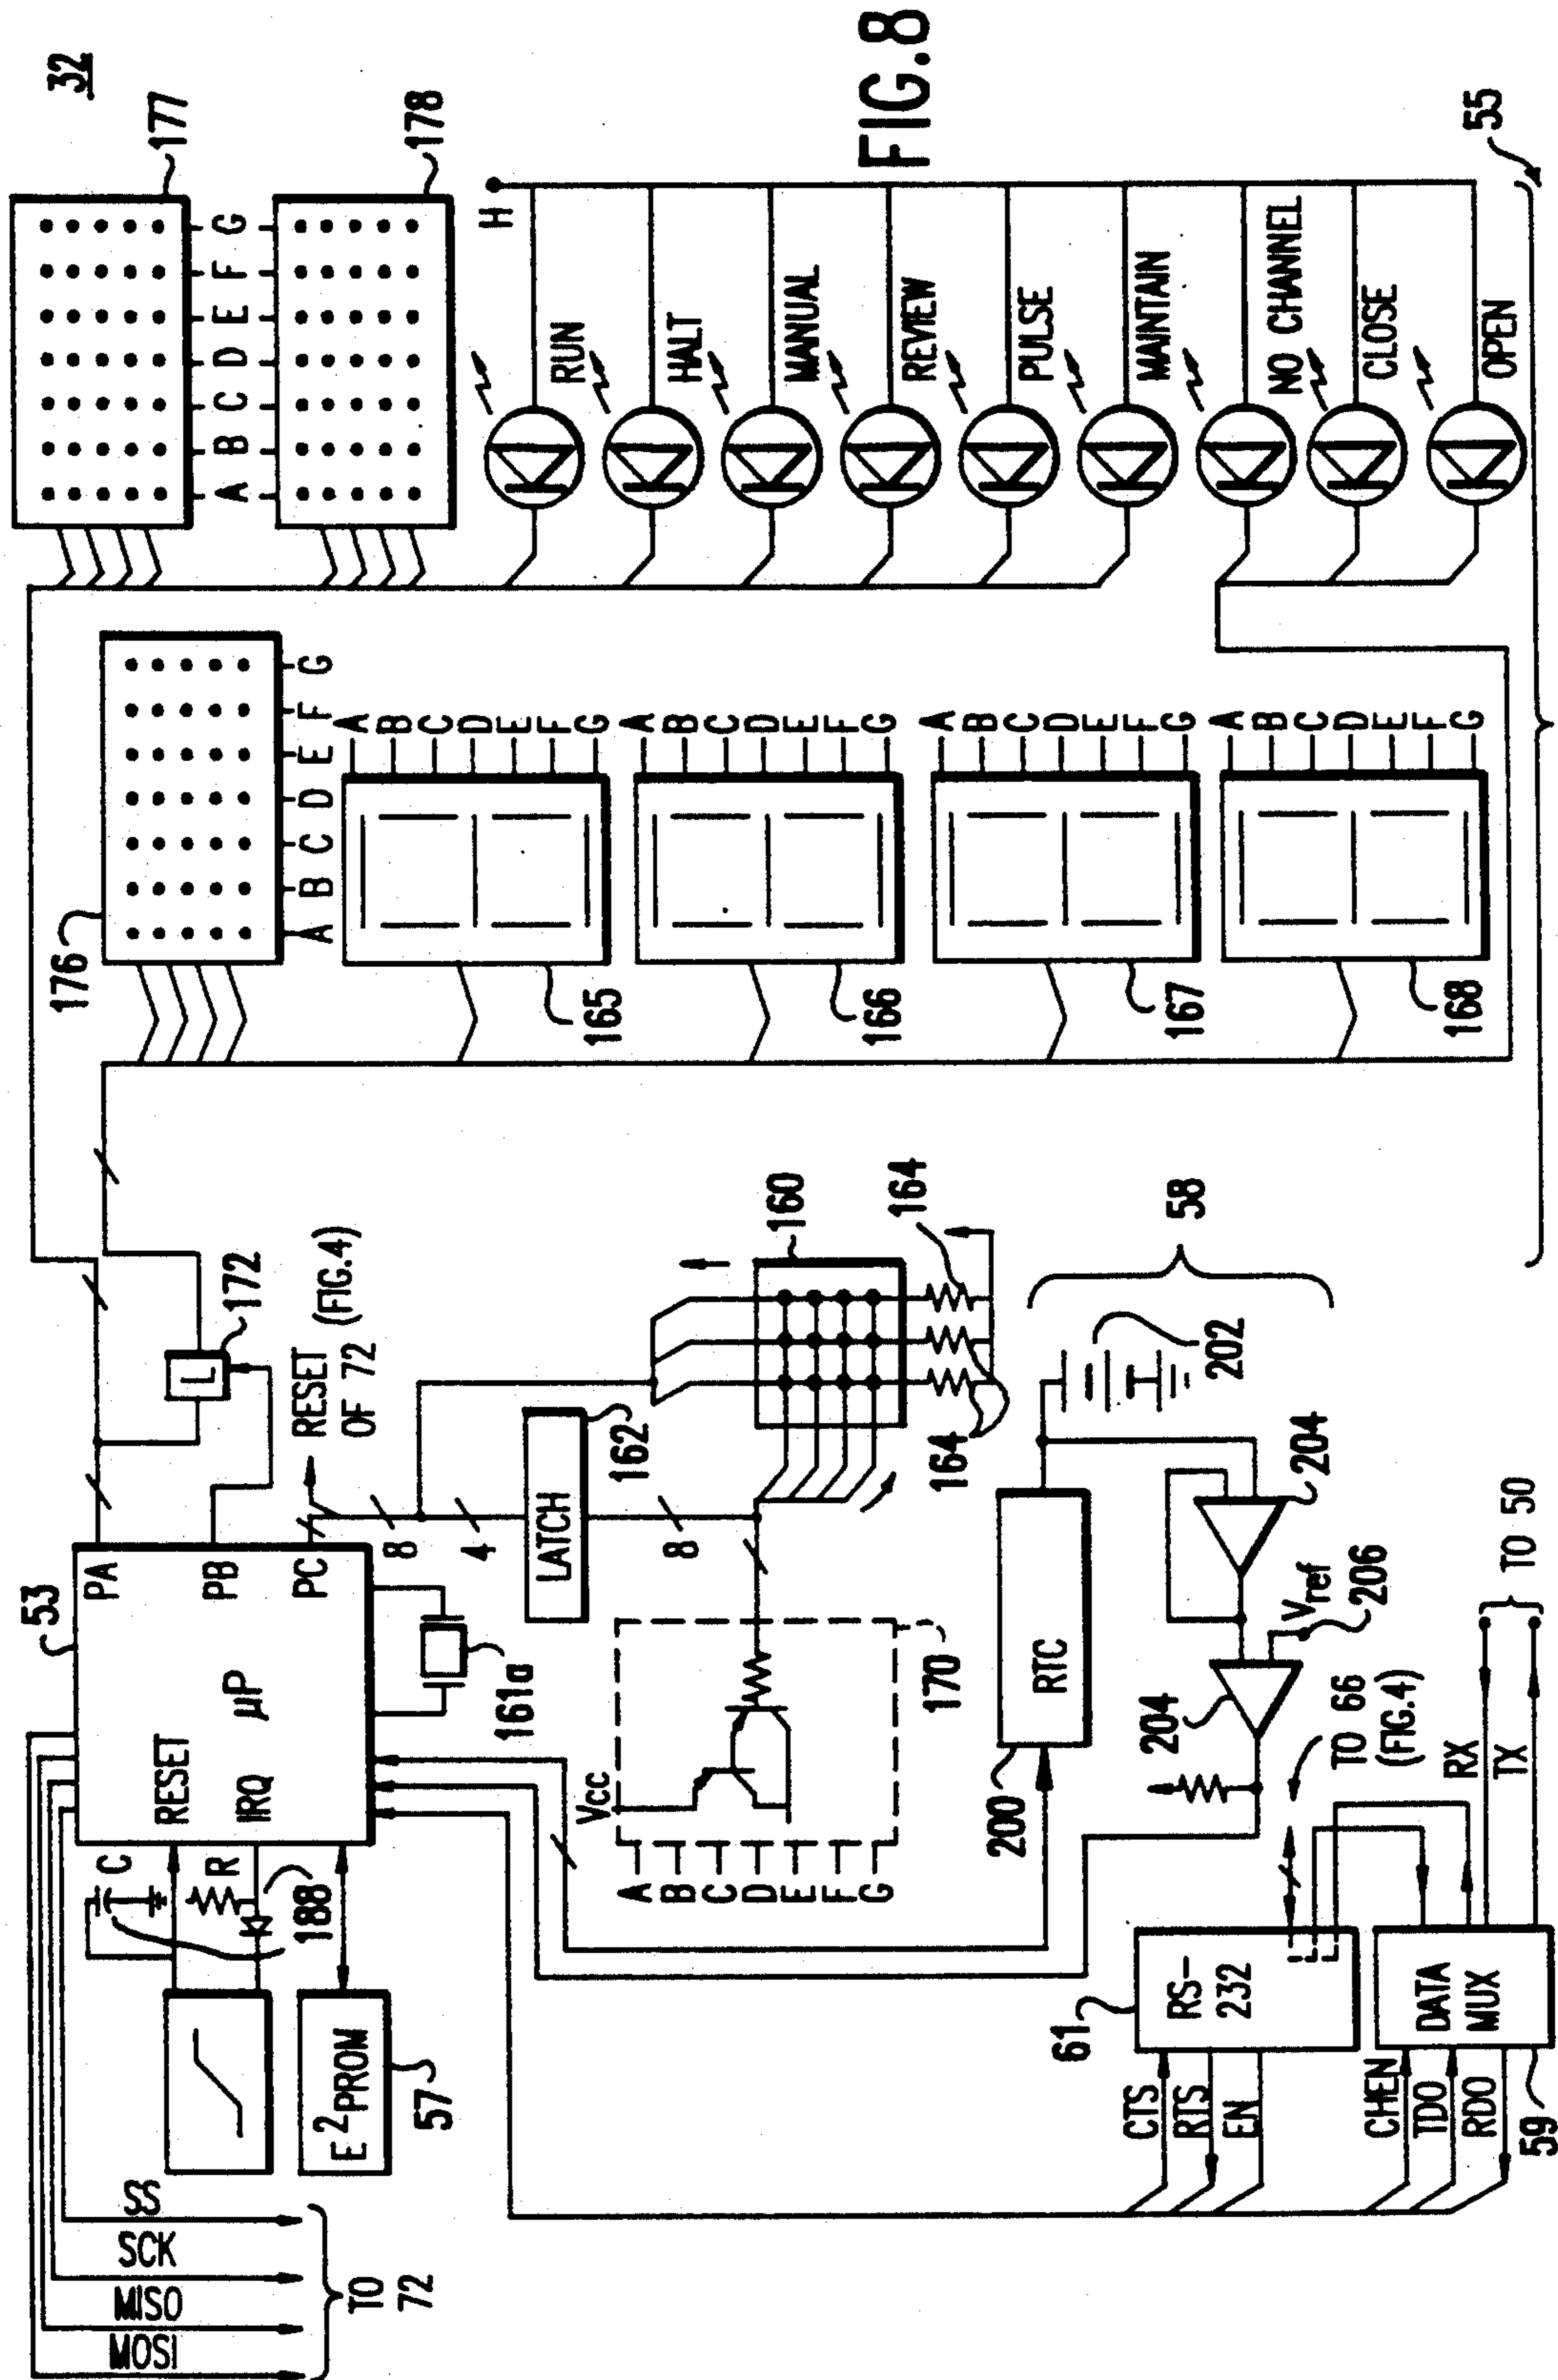 32
177
A B C D E F G
178
H
RUN
HALT
MANUAL
REVIEW
PULSE
MAINTAIN
NO CHANNEL
CLOSE
OPEN
FIG.8
55
176
A B C D E F G
A B C D E F G
165
A B C D E F G
166
A B C D E F G
167
A B C D E F G
168
172
L
RESET OF 72 (FIG.4)
53
PA
PB
PC
RESET
IRQ
μP
C
R
188
E²PROM
57
SS
SCK
MISO
MOSI
TO 72
161a
8
4
LATCH
162
8
160
164
164
Vcc
A B C D E F G
170
RTC
200
58
202
204
204
Vref
206
TO 66 (FIG.4)
RX
TX
TO 50
61
RS-232
CTS
RTS
EN
DATA MUX
CHEN
TDO
RDO
59